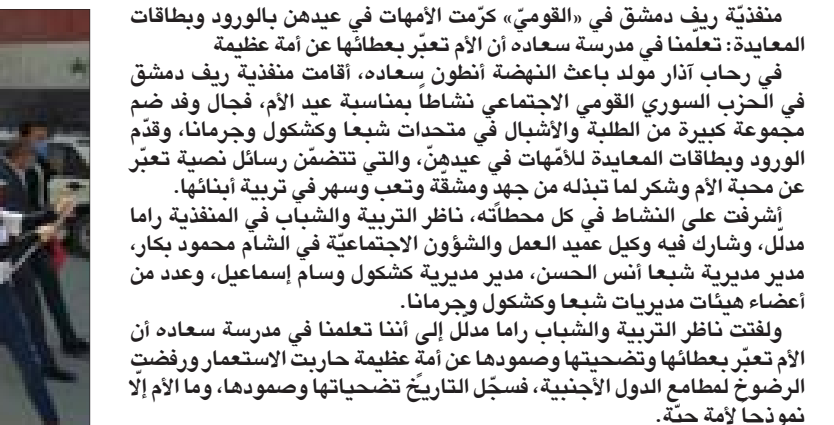 منفذيّة ريف دمشق في «القوميّ» كرّمت الأمهات في عيدهن بالورود وبطاقات
المعايدة: تعلّمنا في مدرسة سعاده أن الأم تعبّر بعطائها عن أمة عظيمة
في رحاب آذار مولد باعث النهضة أنطون سعاده، أقامت منفذية ريف دمشق
في الحزب السوري القومي الاجتماعي نشاطاً بمناسبة عيد الأم، فجال وفد ضم
مجموعة كبيرة من الطلبة والأشبال في متحدات شبعا وكشكول وجرمانا، وقدّم
الورود وبطاقات المعايدة للأمّهات في عيدهنّ، والتي تتضمّن رسائل نصية تعبّر
عن محبة الأم وشكر لما تبذله من جهد ومشقّة وتعب وسهر في تربية أبنائها.
أشرفت على النشاط في كل محطاته، ناظر التربية والشباب في المنفذية راما
مدلّل، وشارك فيه وكيل عميد العمل والشؤون الاجتماعيّة في الشام محمود بكار،
مدير مديرية شبعا أنس الحسن، مدير مديرية كشكول وسام إسماعيل، وعدد من
أعضاء هيئات مديريات شبعا وكشكول وجرمانا.
ولفتت ناظر التربية والشباب راما مدلّل إلى أننا تعلمنا في مدرسة سعاده أن
الأم تعبّر بعطائها وتضحيتها وصمودها عن أمة عظيمة حاربت الاستعمار ورفضت
الرضوخ لمطامع الدول الأجنبية، فسجّل التاريخ تضحياتها وصمودها، وما الأم إلّا
نموذجا لأمة حيّة.